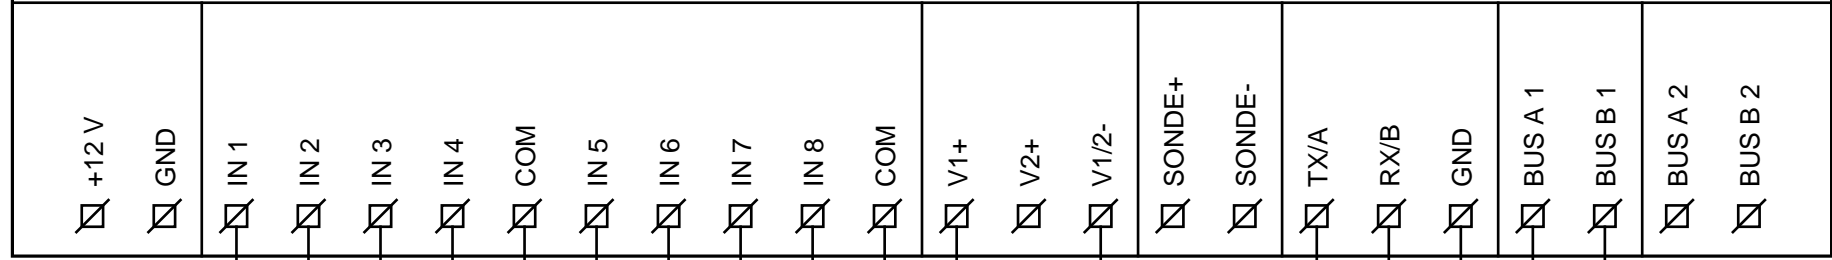 +12 V
GND
IN 1
IN 2
IN 3
IN 4
COM
IN 5
IN 6
IN 7
IN 8
COM
V1+
V2+
V1/2-
SONDE+
SONDE-
TX/A
RX/B
GND
BUS A 1
BUS B 1
BUS A 2
BUS B 2